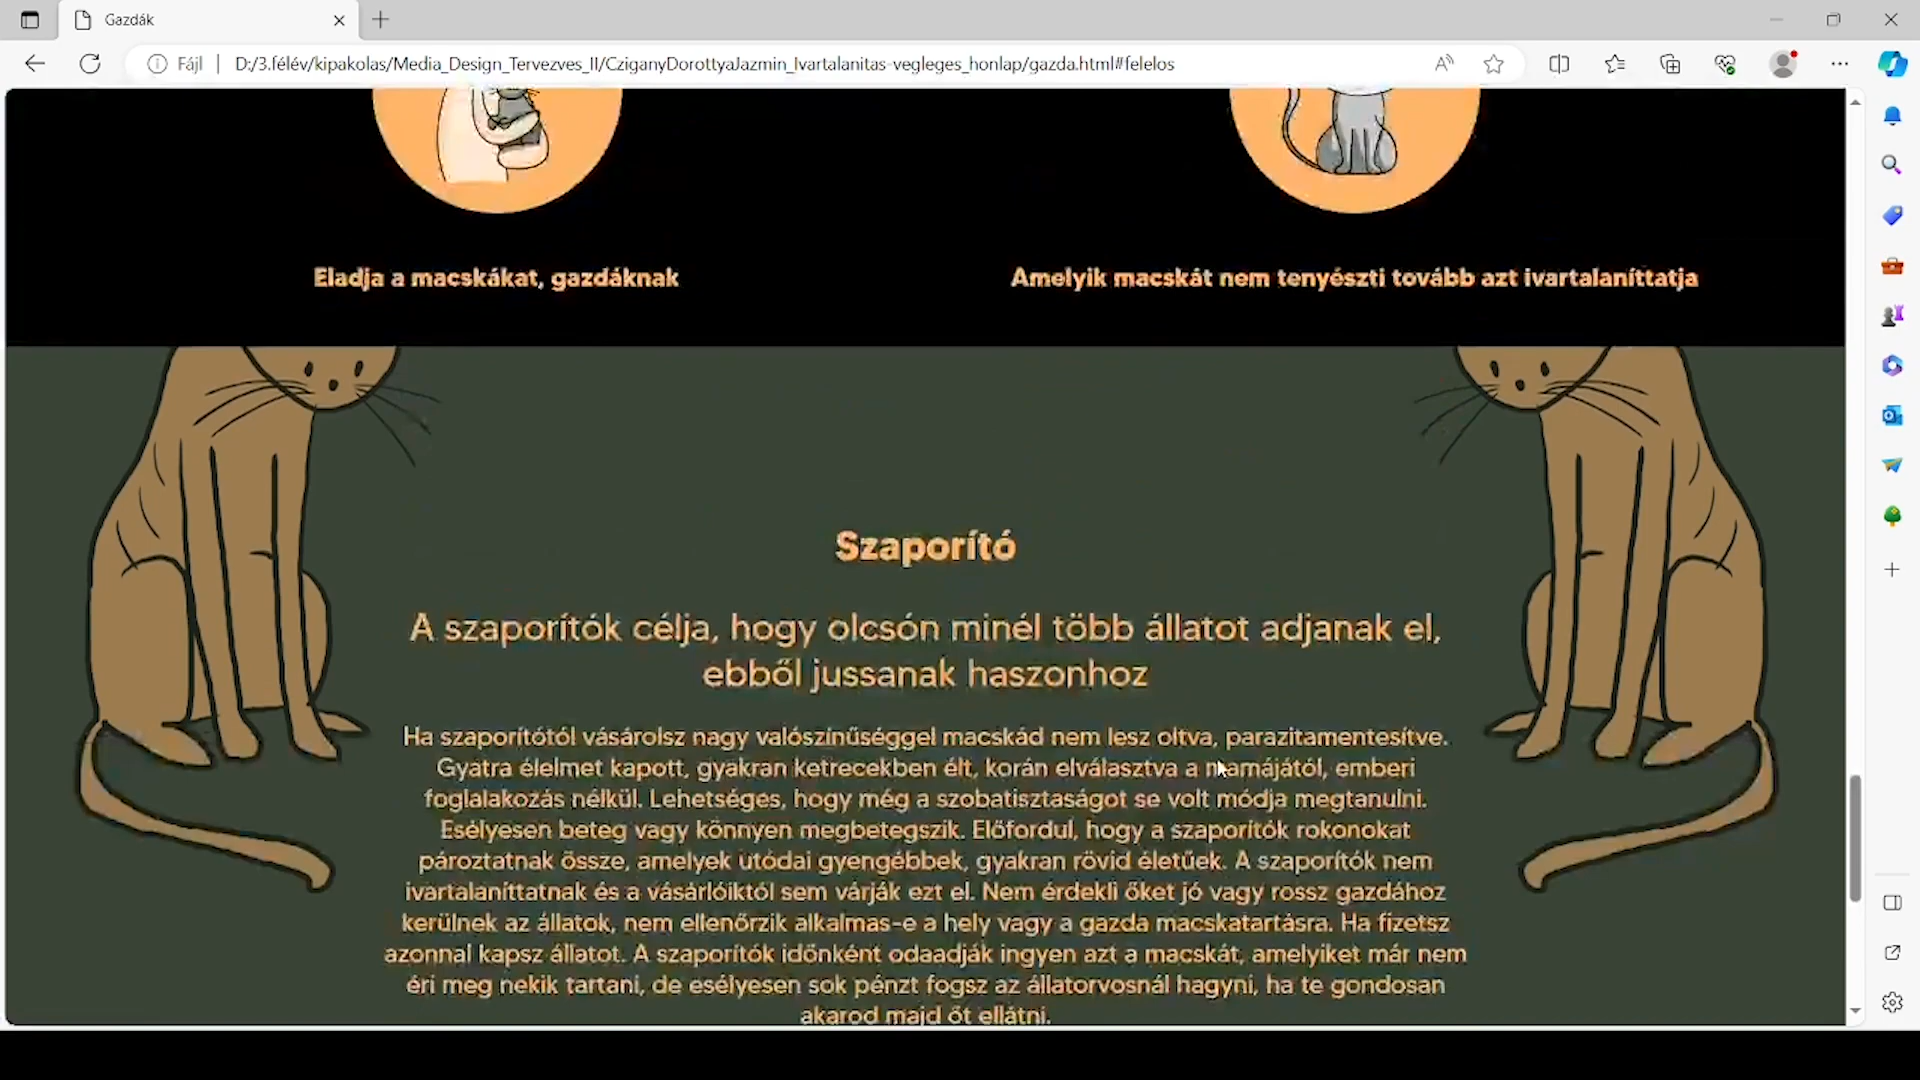 Gazdák
Fájl
D:/3.félév/kipakolas/Media_Design_Tervezves_II/CziganyDorottyaJazmin_Ivartalanitas-vegleges_honlap/gazda.html#felelos
Eladja a macskákat, gazdáknak
Amelyik macskát nem tenyészti tovább azt ivartalaníttatja
Szaporító
A szaporítók célja, hogy olcsón minél több állatot adjanak el,
ebből jussanak haszonhoz
Ha szaporítótól vásárolsz nagy valószínűséggel macskád nem lesz oltva, parazitamentesítve.
Gyatra élelmet kapott, gyakran ketrecekben élt, korán elválasztva a mamájától, emberi
foglalakozás nélkül. Lehetséges, hogy még a szobatisztaságot se volt módja megtanulni.
Esélyesen beteg vagy könnyen megbetegszik. Előfordul, hogy a szaporítók rokonokat
pároztatnak össze, amelyek utódai gyengébbek, gyakran rövid életűek. A szaporítók nem
ivartalaníttatnak és a vásárlóiktól sem várják ezt el. Nem érdekli őket jó vagy rossz gazdához
kerülnek az állatok, nem ellenőrzik alkalmas-e a hely vagy a gazda macskatartásra. Ha fizetsz
azonnal kapsz állatot. A szaporítók időnként odaadják ingyen azt a macskát, amelyiket már nem
éri meg nekik tartani, de esélyesen sok pénzt fogsz az állatorvosnál hagyni, ha te gondosan
akarod majd őt ellátni.